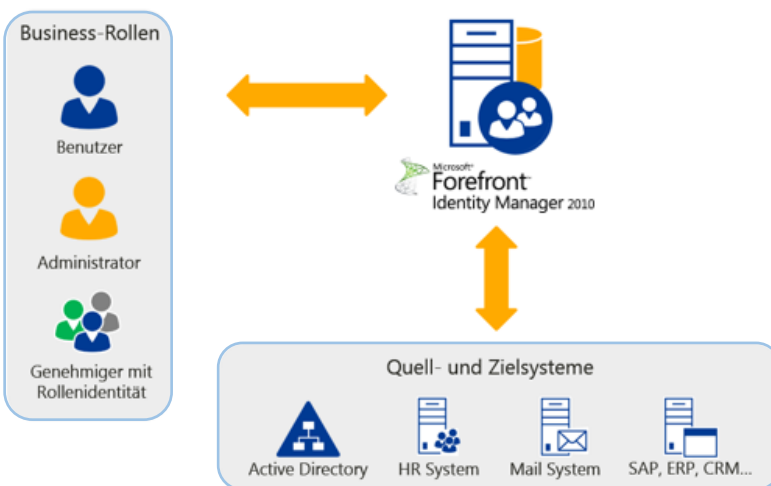 Business-Rollen
Benutzer
Administrator
Genehmiger mit
Rollenidentität
Microsoft®
Forefront™
Identity Manager 2010
Quell- und Zielsysteme
Active Directory
HR System
Mail System
SAP, ERP, CRM...